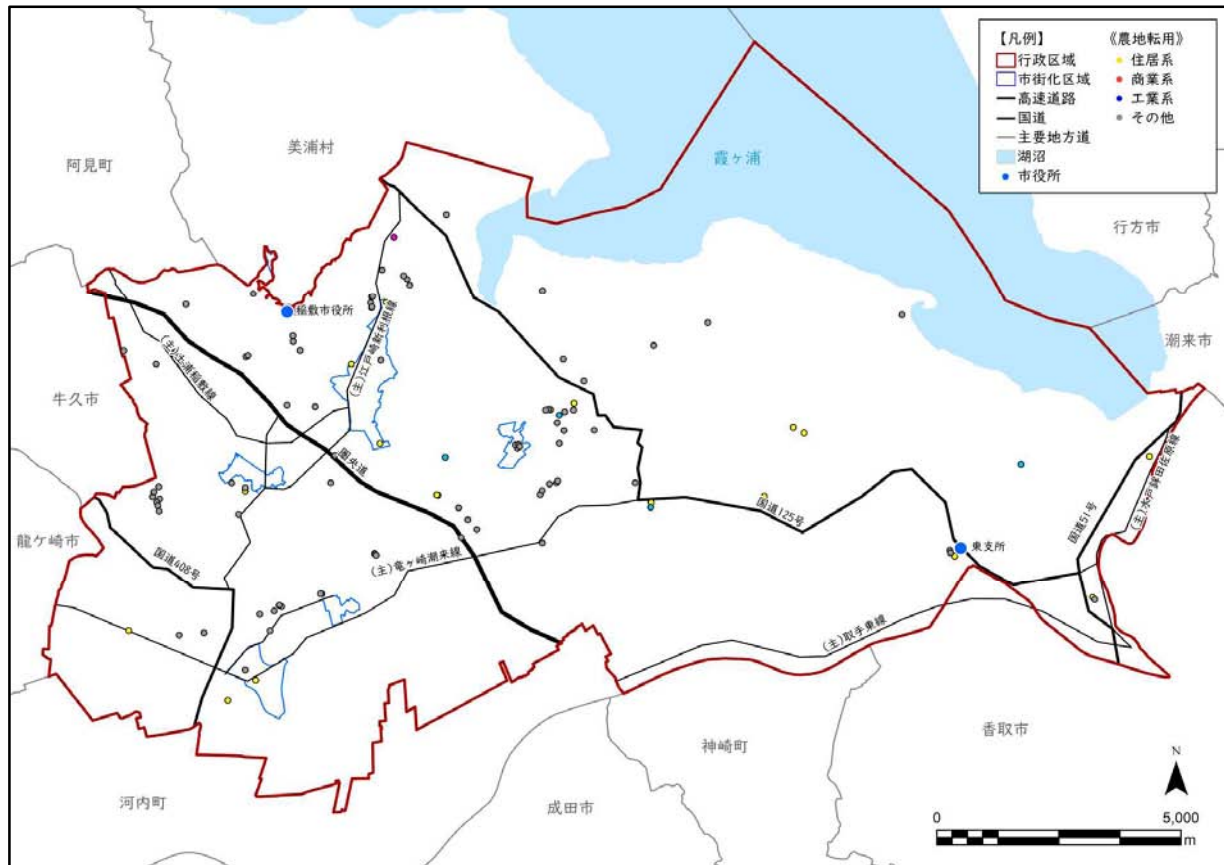 【凡例】
行政区域
市街化区域
高速道路
国道
主要地方道
湖沼
市役所
《農地転用》
住居系
商業系
工業系
その他
美浦村
阿見町
霞ヶ浦
行方市
潮来市
稲敷市役所
(主)江戸崎新利根線
(主)土浦稲敷線
牛久市
圏央道
国道125号
国道51号
(主)水戸鉾田佐原線
龍ケ崎市
国道408号
(主)竜ヶ崎潮来線
東支所
(主)取手東線
香取市
神崎町
成田市
河内町
N
0 5,000
m